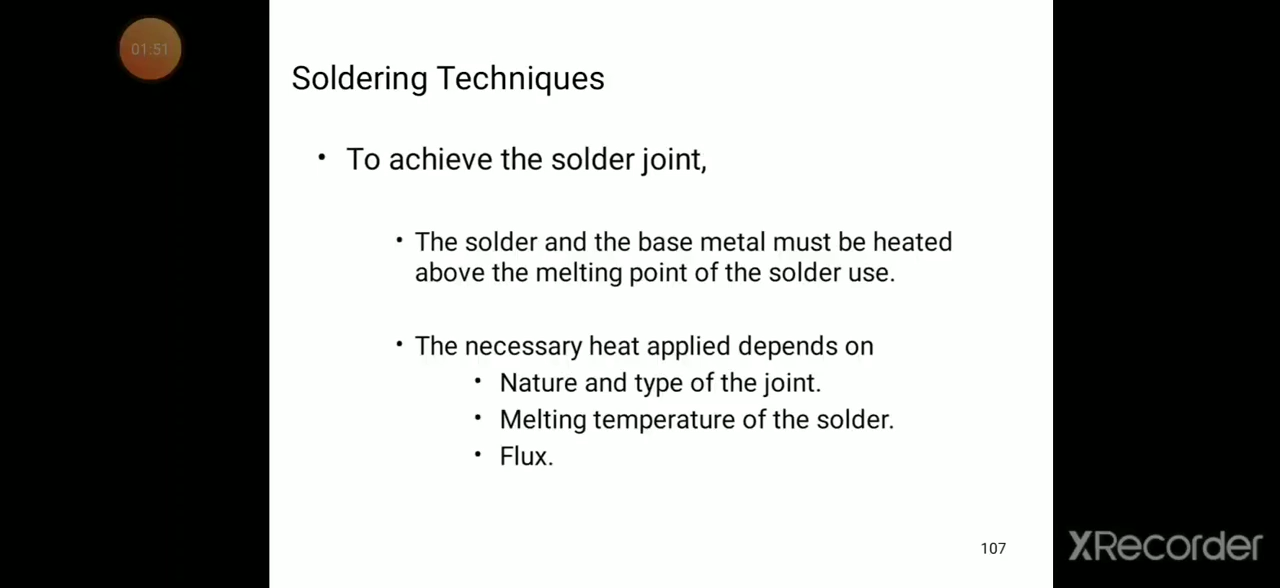 01:51
Soldering Techniques
• To achieve the solder joint,
• The solder and the base metal must be heated
above the melting point of the solder use.
• The necessary heat applied depends on
• Nature and type of the joint.
• Melting temperature of the solder.
• Flux.
107
XRecorder